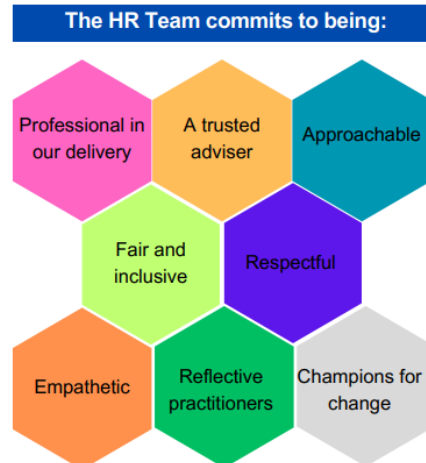 The HR Team commits to being:
Professional in
our delivery
A trusted
adviser
Approachable
Fair and
inclusive
Respectful
Empathetic
Reflective
practitioners
Champions for
change